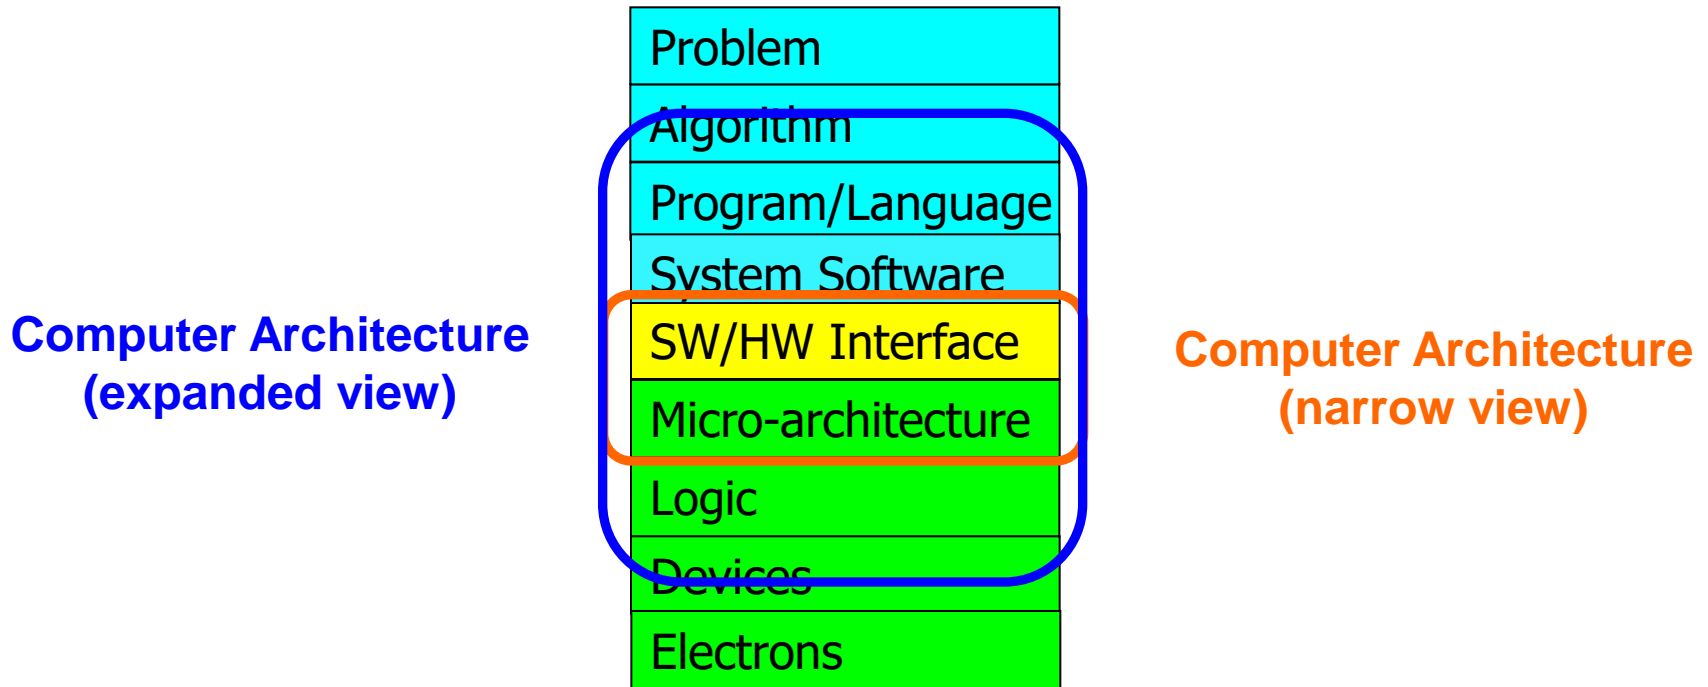 Problem
Algorithm
Program/Language
System Software
SW/HW Interface
Micro-architecture
Logic
Devices
Electrons
Computer Architecture
(expanded view)
Computer Architecture
(narrow view)